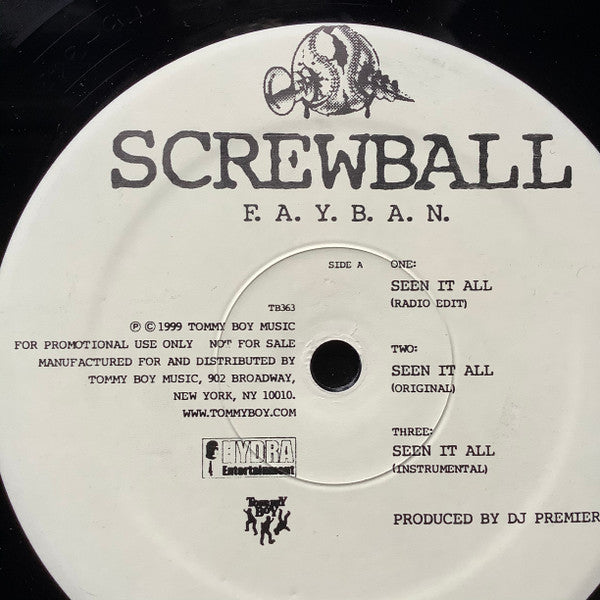 SCREWBALL
F. A. Y. B. A. N.
SIDE A
ONE:
SEEN IT ALL
(RADIO EDIT)
TWO:
SEEN IT ALL
(ORIGINAL)
THREE:
SEEN IT ALL
(INSTRUMENTAL)
PRODUCED BY DJ PREMIER
TB363
℗ © 1999 TOMMY BOY MUSIC
FOR PROMOTIONAL USE ONLY NOT FOR SALE
MANUFACTURED FOR AND DISTRIBUTED BY
TOMMY BOY MUSIC, 902 BROADWAY,
NEW YORK, NY 10010.
WWW.TOMMYBOY.COM
HYDRA
Entertainment
Tommy
Boy